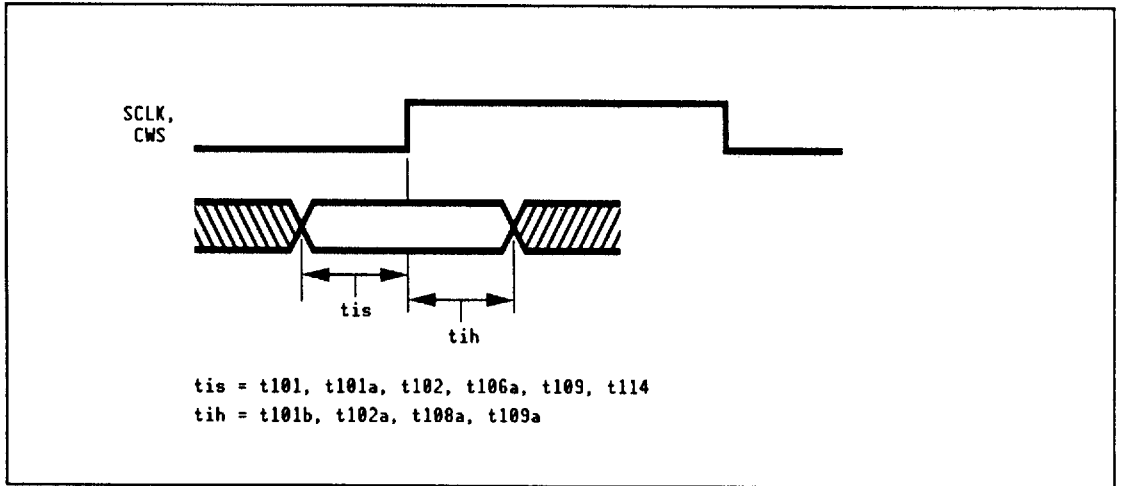 SCLK,
CWS
tis
tih
tis = t101, t101a, t102, t106a, t109, t114
tih = t101b, t102a, t108a, t109a